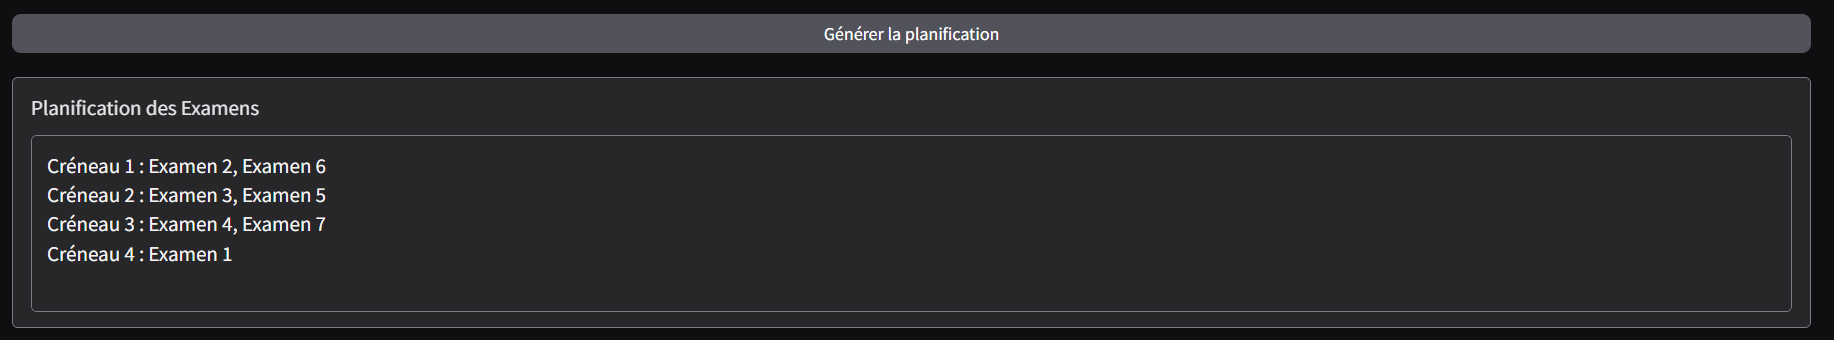 Générer la planification
Planification des Examens
Créneau 1 : Examen 2, Examen 6
Créneau 2 : Examen 3, Examen 5
Créneau 3 : Examen 4, Examen 7
Créneau 4 : Examen 1